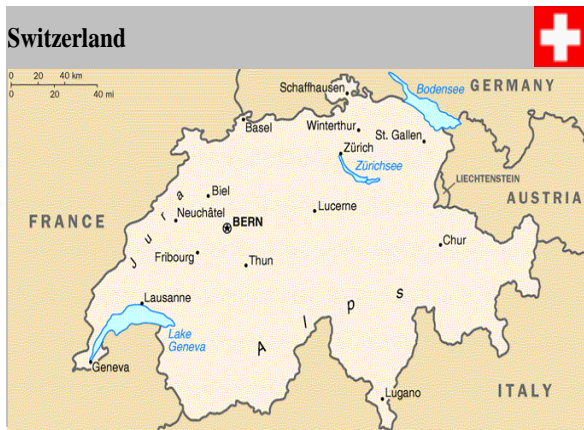 Switzerland
0 20 40 km
0 20 40 mi
Schaffhausen
Bodensee
GERMANY
Basel
Winterthur
St. Gallen
Zürich
Zürichsee
LIECHTENSTEIN
AUSTRIA
Biel
Jura
Neuchâtel
Lucerne
FRANCE
BERN
Chur
Fribourg
Thun
Lausanne
Alps
Lake
Geneva
Geneva
Lugano
ITALY